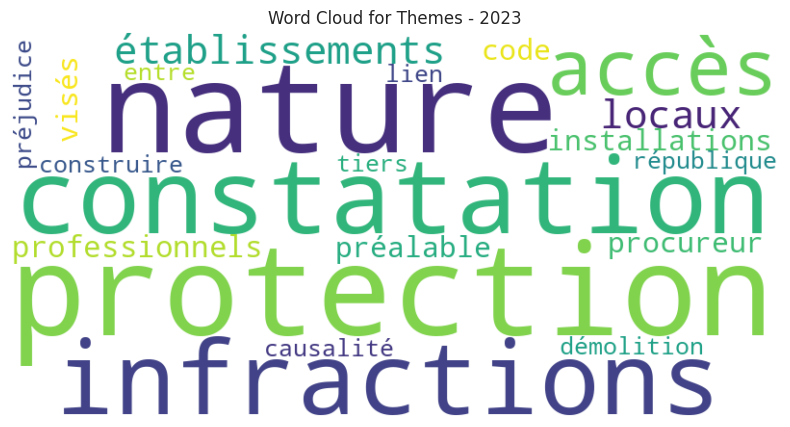 Word Cloud for Themes - 2023
établissements
code
accès
préjudice
visés
entre
lien
nature
locaux
installations
construire
tiers
république
constatation
professionnels
préalable
procureur
protection
causalité
démolition
infractions